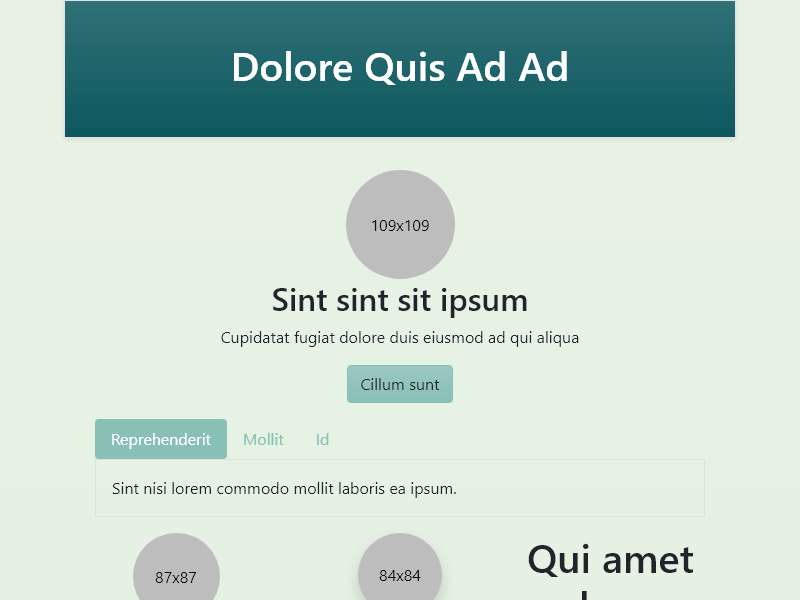 Dolore Quis Ad Ad
109x109
Sint sint sit ipsum
Cupidatat fugiat dolore duis eiusmod ad qui aliqua
Cillum sunt
Reprehenderit Mollit Id
Sint nisi lorem commodo mollit laboris ea ipsum.
87x87
84x84
Qui amet